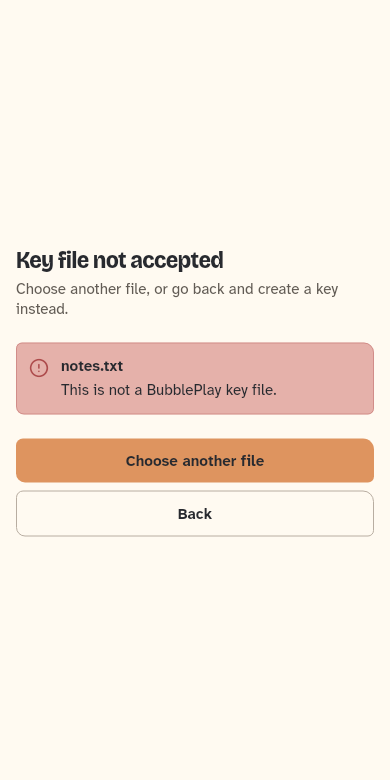 Key file not accepted
Choose another file, or go back and create a key
instead.
notes.txt
This is not a BubblePlay key file.
Choose another file
Back